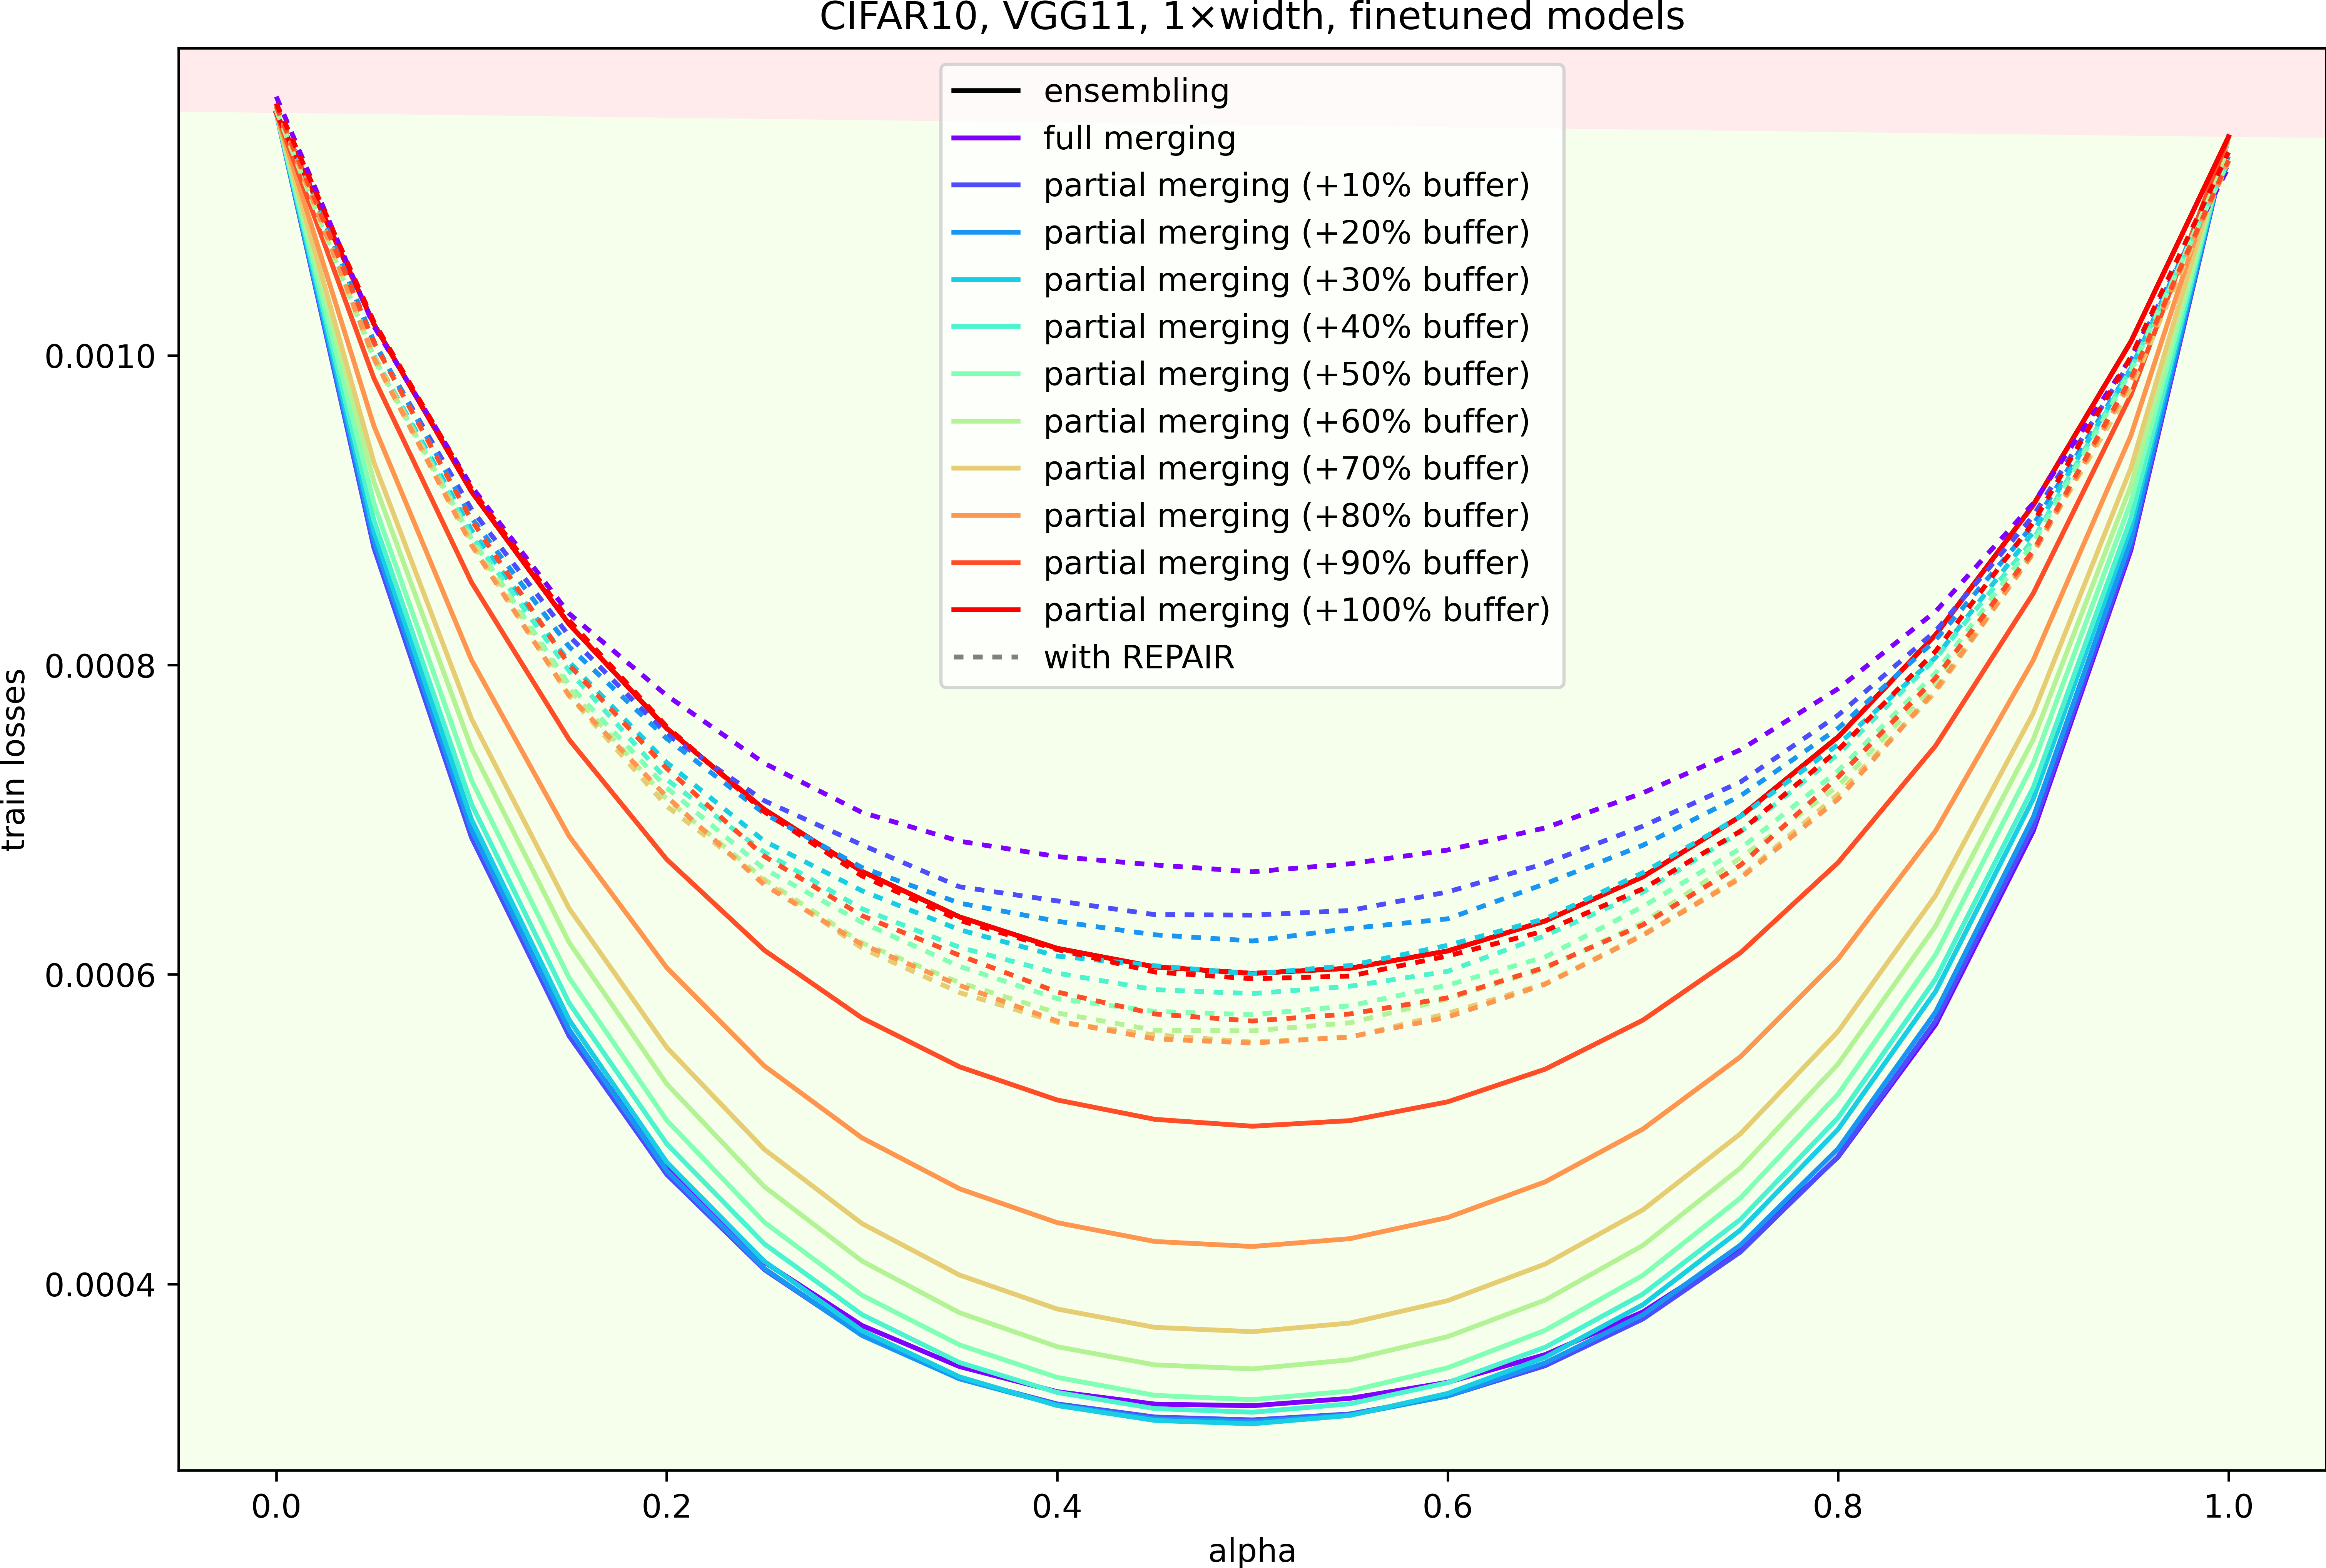 CIFAR10, VGG11, 1×width, finetuned models
ensembling
full merging
partial merging (+10% buffer)
partial merging (+20% buffer)
partial merging (+30% buffer)
partial merging (+40% buffer)
partial merging (+50% buffer)
partial merging (+60% buffer)
partial merging (+70% buffer)
partial merging (+80% buffer)
partial merging (+90% buffer)
partial merging (+100% buffer)
with REPAIR
train losses
0.0010
0.0008
0.0006
0.0004
0.0 0.2 0.4 0.6 0.8 1.0
alpha